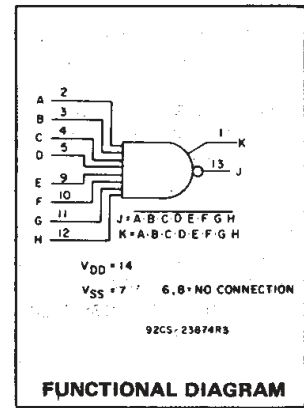 A 2
B 3
C 4
D 5
E 9
F 10
G 11
H 12
1 K
13 J
J=A·B·C·D·E·F·G·H
K=A·B·C·D·E·F·G·H
VDD=14
VSS=7 6,8=NO CONNECTION
92CS-23874R3
FUNCTIONAL DIAGRAM